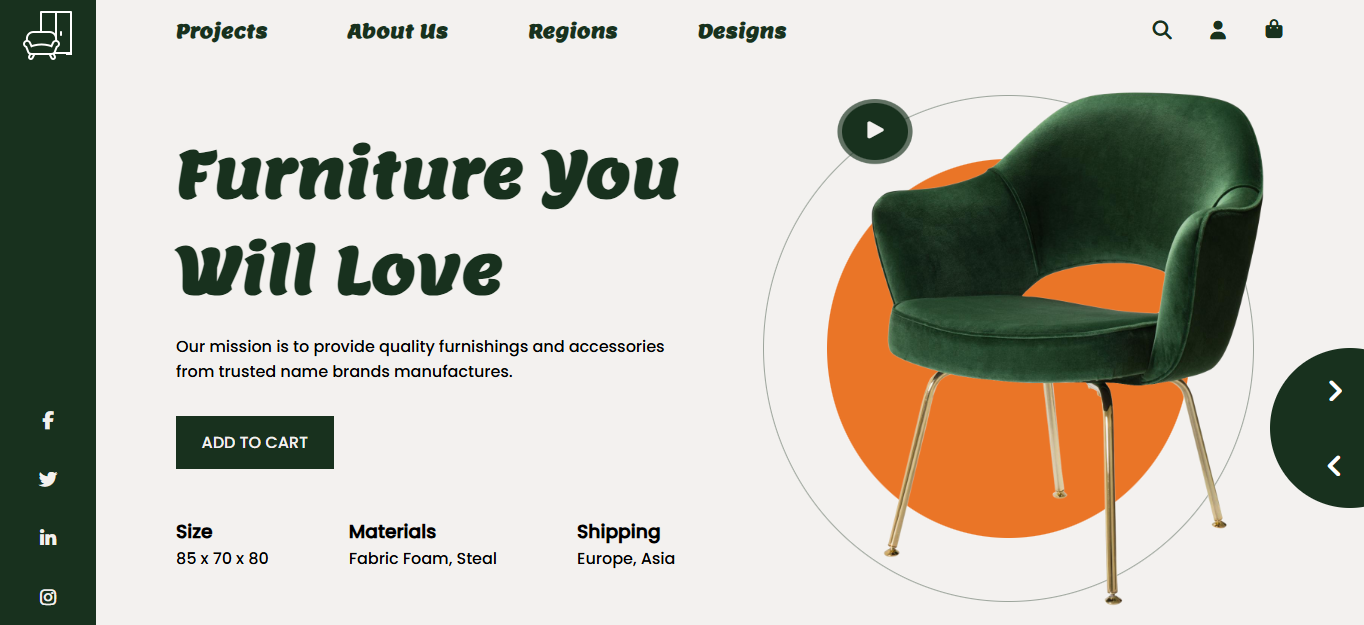 Projects
About Us
Regions
Designs
Furniture You
Will Love
Our mission is to provide quality furnishings and accessories
from trusted name brands manufactures.
ADD TO CART
Size
85 x 70 x 80
Materials
Fabric Foam, Steal
Shipping
Europe, Asia